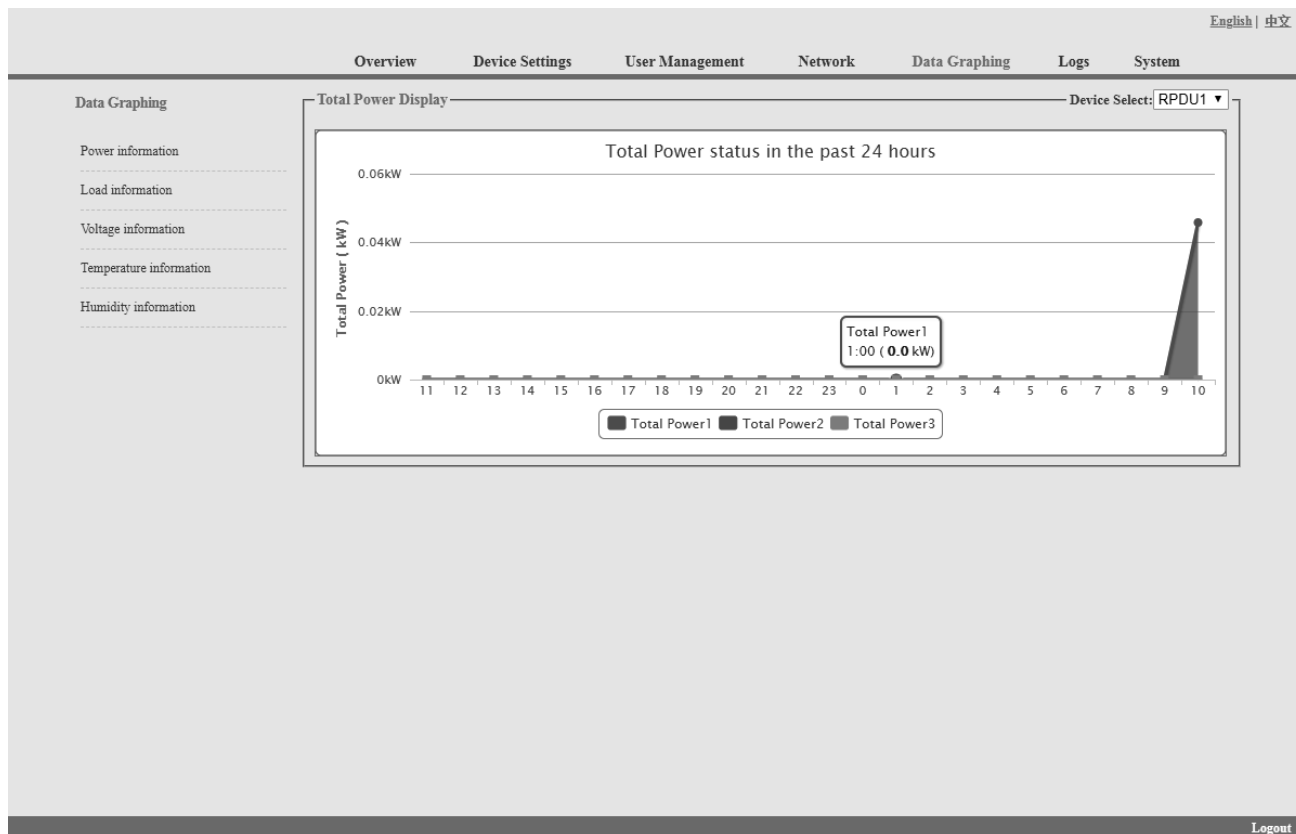 English | 中文
Overview Device Settings User Management Network Data Graphing Logs System
Data Graphing
Power information
Load information
Voltage information
Temperature information
Humidity information
Total Power Display
Device Select: RPDU1
Total Power status in the past 24 hours
Total Power ( kW )
0.06kW
0.04kW
0.02kW
0kW
Total Power1
1:00 ( 0.0 kW)
11 12 13 14 15 16 17 18 19 20 21 22 23 0 1 2 3 4 5 6 7 8 9 10
Total Power1 Total Power2 Total Power3
Logout